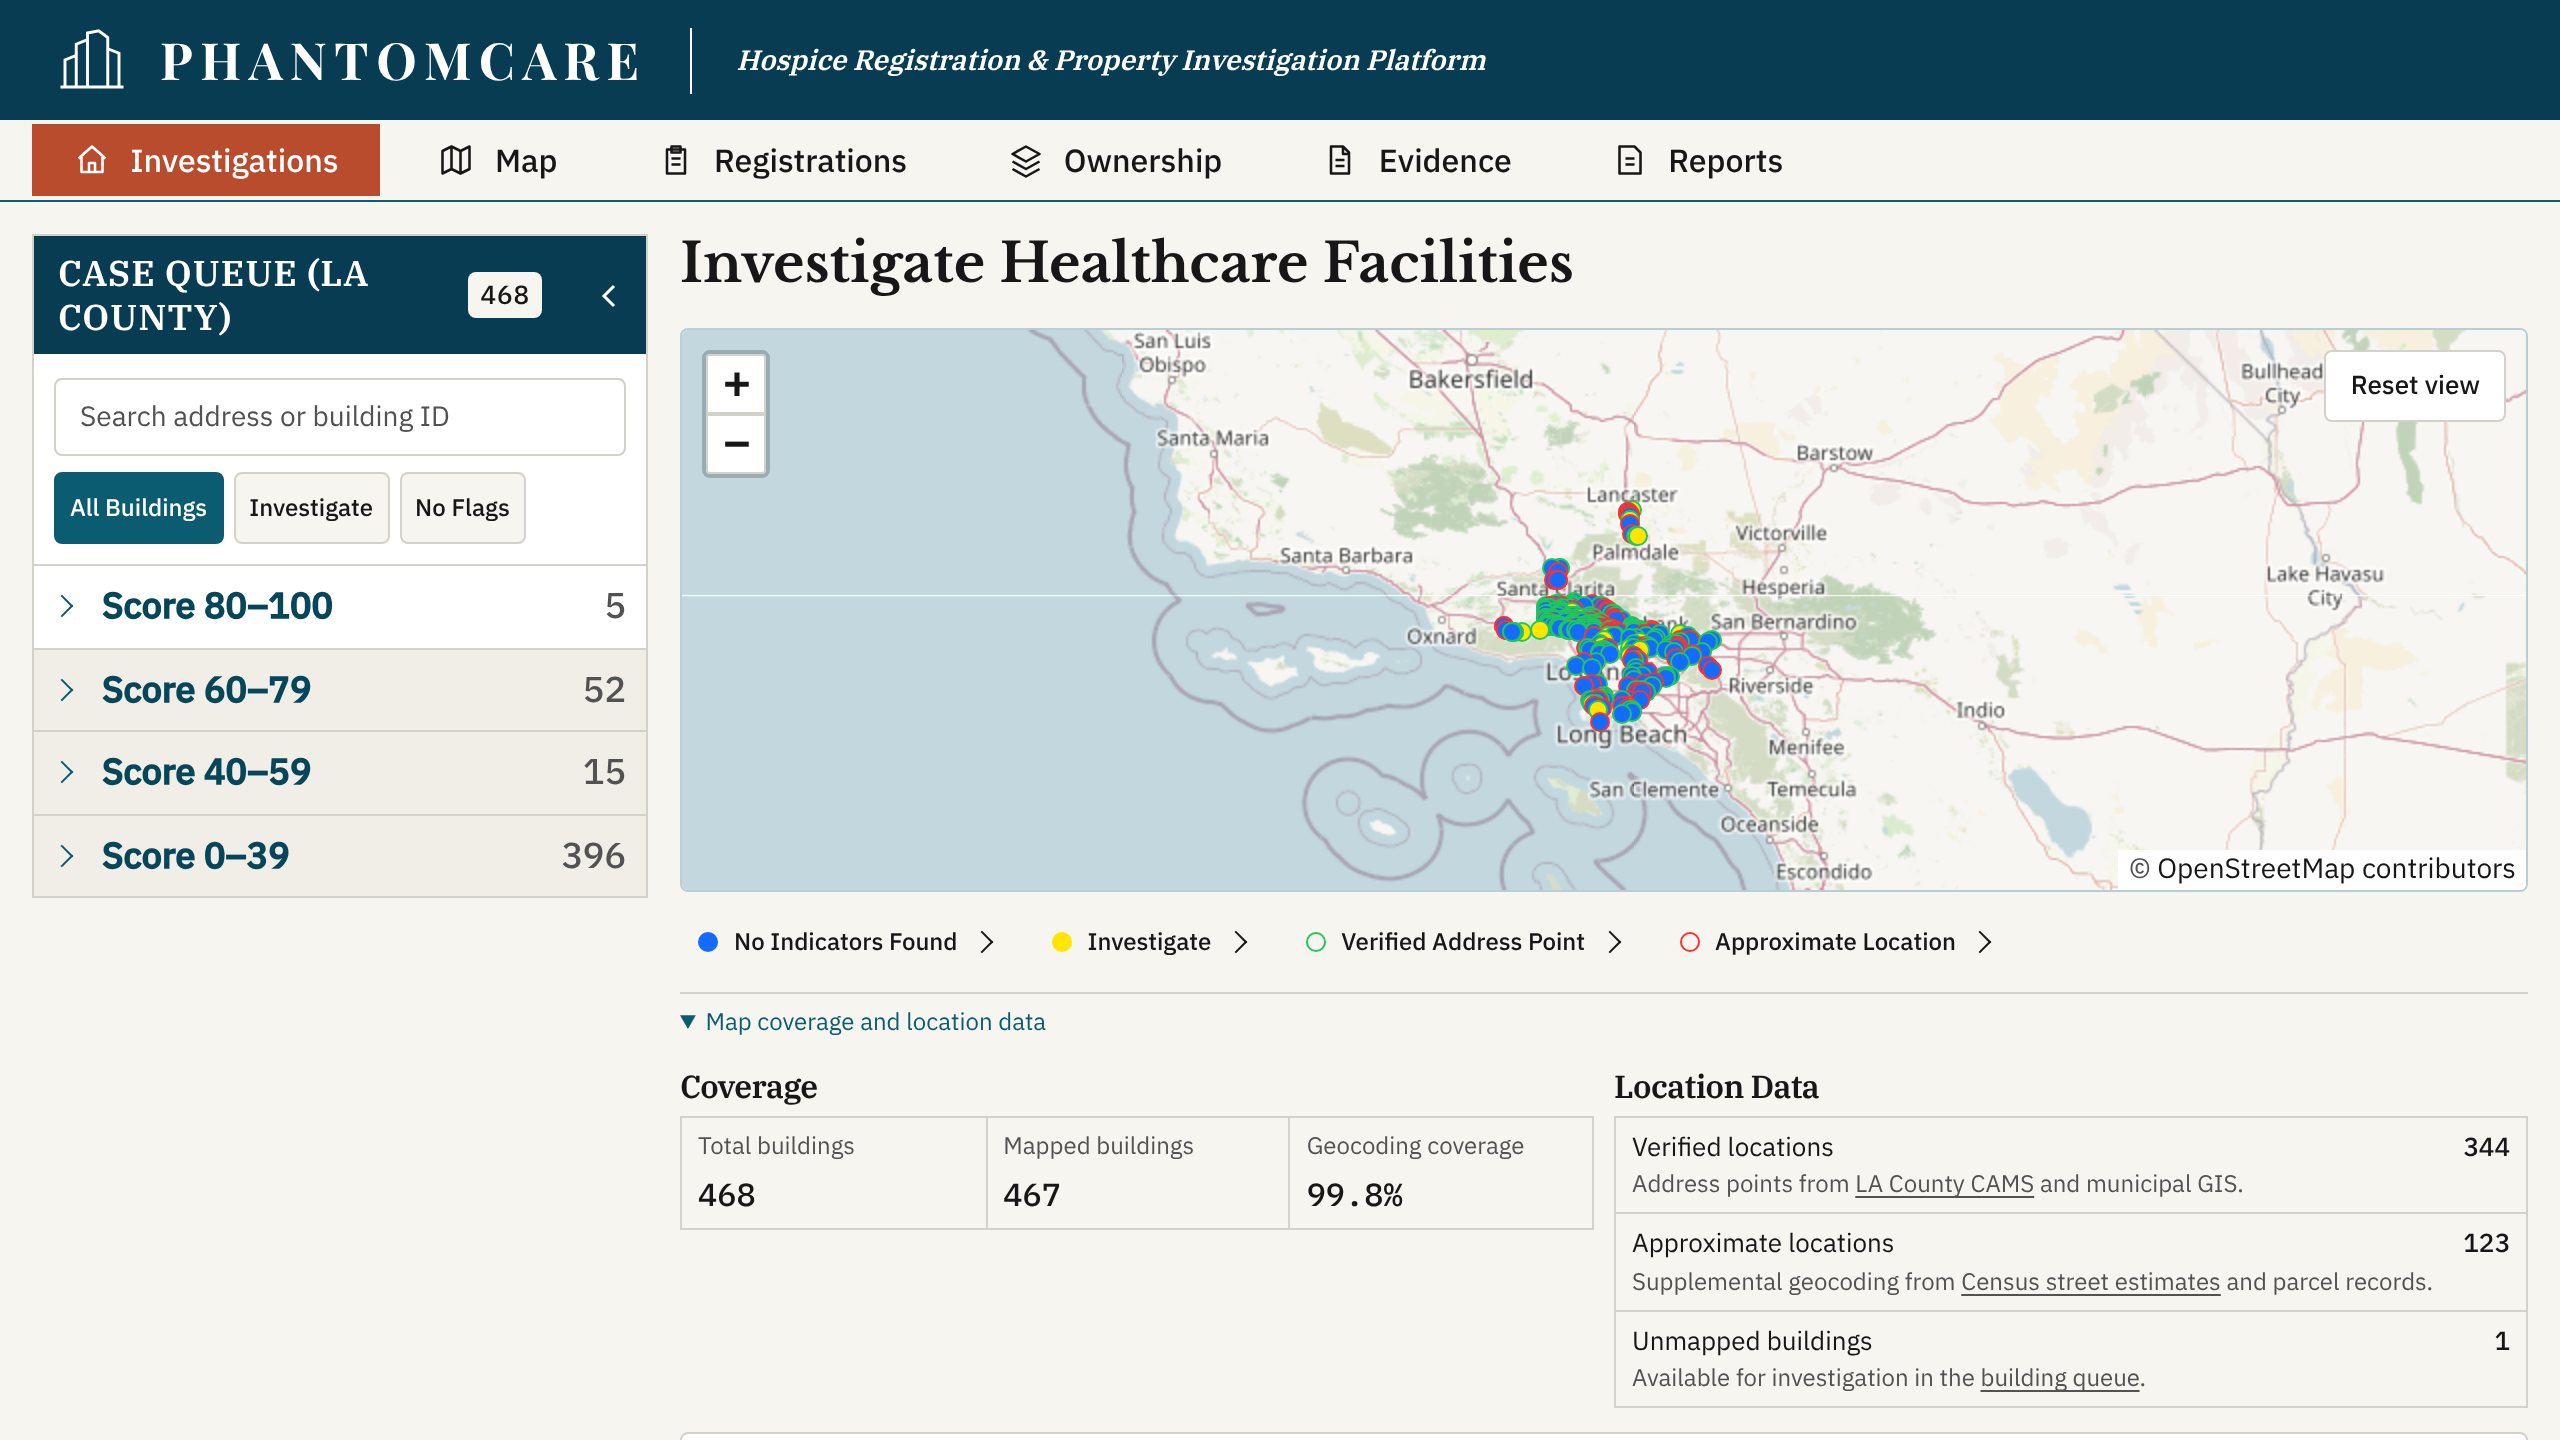 PHANTOMCARE
Hospice Registration & Property Investigation Platform
Investigations
Map
Registrations
Ownership
Evidence
Reports
CASE QUEUE (LA
COUNTY)
468
Search address or building ID
All Buildings
Investigate
No Flags
Score 80–100
5
Score 60–79
52
Score 40–59
15
Score 0–39
396
Investigate Healthcare Facilities
+
−
Reset view
San Luis
Obispo
Bakersfield
Bullhead
City
Santa Maria
Barstow
Lancaster
Victorville
Santa Barbara
Palmdale
Hesperia
Lake Havasu
City
San Bernardino
Oxnard
Riverside
Indio
Long Beach
Menifee
San Clemente
Temecula
Oceanside
Escondido
© OpenStreetMap contributors
No Indicators Found
Investigate
Verified Address Point
Approximate Location
Map coverage and location data
Coverage
Total buildings
468
Mapped buildings
467
Geocoding coverage
99.8%
Location Data
Verified locations
344
Address points from LA County CAMS and municipal GIS.
Approximate locations
123
Supplemental geocoding from Census street estimates and parcel records.
Unmapped buildings
1
Available for investigation in the building queue.